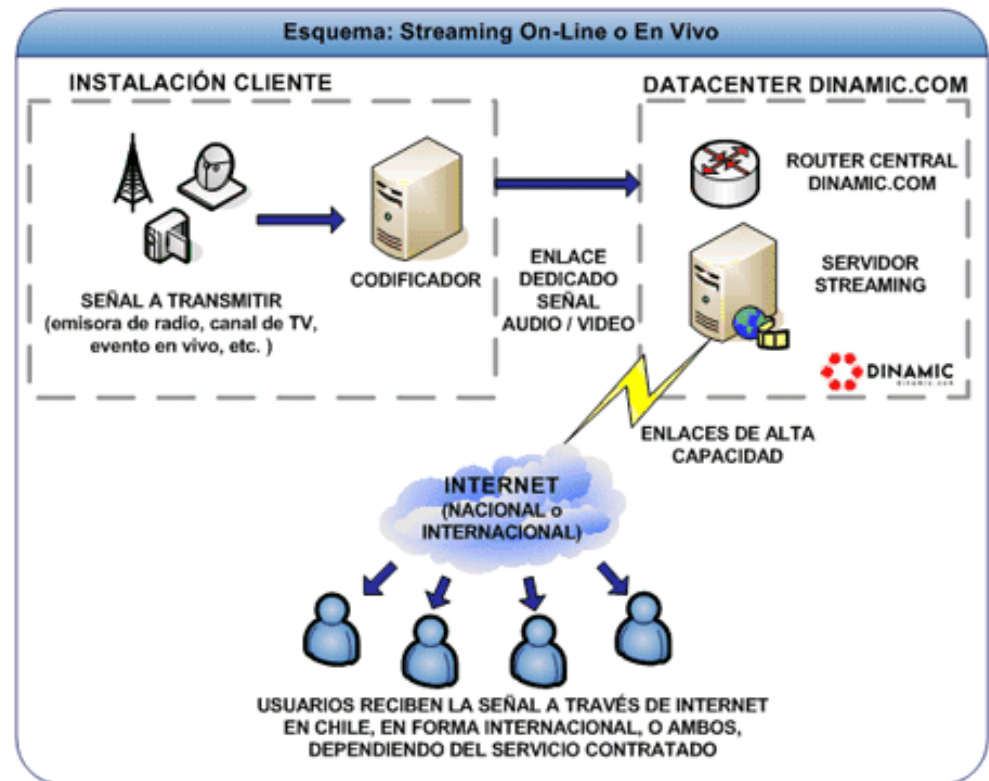 Esquema: Streaming On-Line o En Vivo
INSTALACIÓN CLIENTE
DATACENTER DINAMIC.COM
ROUTER CENTRAL
DINAMIC.COM
CODIFICADOR
ENLACE
DEDICADO
SEÑAL
AUDIO / VIDEO
SERVIDOR
STREAMING
SEÑAL A TRANSMITIR
(emisora de radio, canal de TV,
evento en vivo, etc. )
DINAMIC
dinamic.com
ENLACES DE ALTA
CAPACIDAD
INTERNET
(NACIONAL o
INTERNACIONAL)
USUARIOS RECIBEN LA SEÑAL A TRAVÉS DE INTERNET
EN CHILE, EN FORMA INTERNACIONAL, O AMBOS,
DEPENDIENDO DEL SERVICIO CONTRATADO